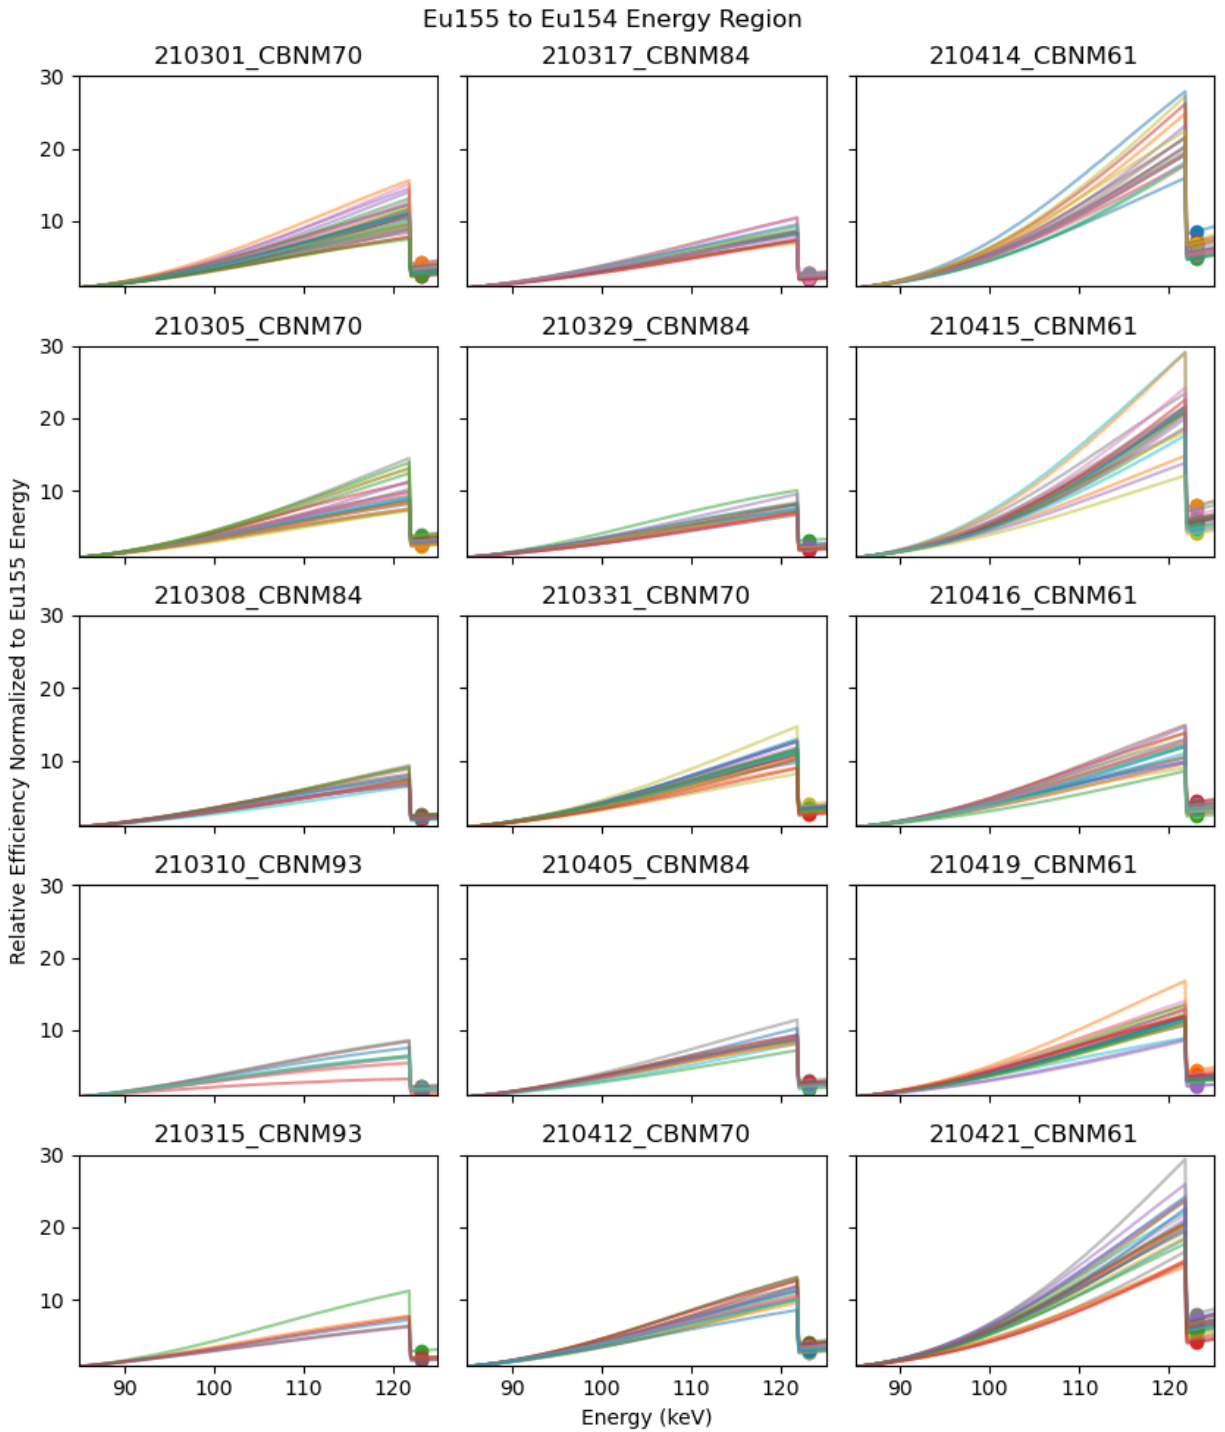 Eu155 to Eu154 Energy Region
210301_CBNM70
210317_CBNM84
210414_CBNM61
30
20
10
210305_CBNM70
210329_CBNM84
210415_CBNM61
30
20
10
210308_CBNM84
210331_CBNM70
210416_CBNM61
30
20
10
210310_CBNM93
210405_CBNM84
210419_CBNM61
30
20
10
210315_CBNM93
210412_CBNM70
210421_CBNM61
30
20
10
90 100 110 120
90 100 110 120
90 100 110 120
Relative Efficiency Normalized to Eu155 Energy
Energy (keV)